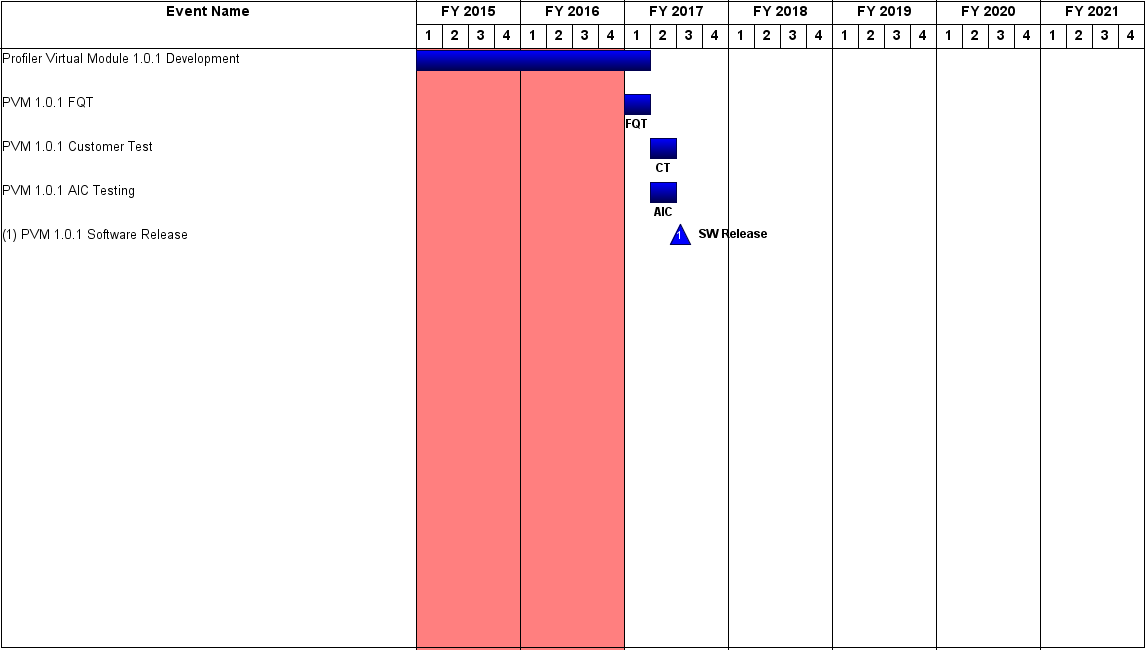 Event Name FY 2015 FY 2016 FY 2017 FY 2018 FY 2019 FY 2020 FY 2021
1 2 3 4 1 2 3 4 1 2 3 4 1 2 3 4 1 2 3 4 1 2 3 4 1 2 3 4
Profiler Virtual Module 1.0.1 Development
PVM 1.0.1 FQT
FQT
PVM 1.0.1 Customer Test
CT
PVM 1.0.1 AIC Testing
AIC
(1) PVM 1.0.1 Software Release 1 SW Release